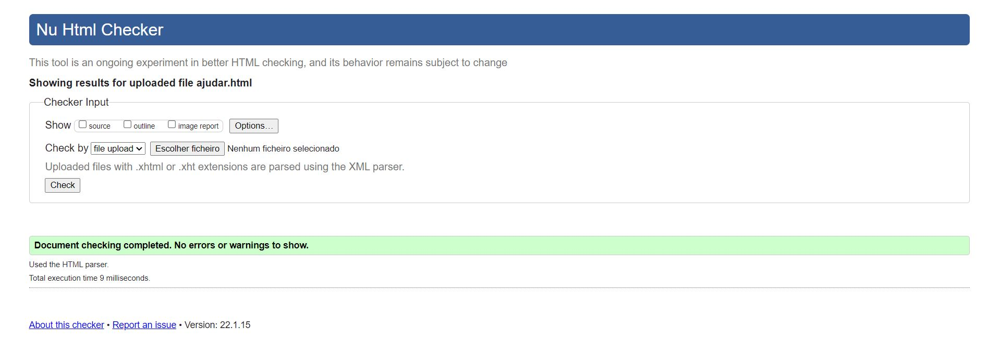 Nu Html Checker
This tool is an ongoing experiment in better HTML checking, and its behavior remains subject to change
Showing results for uploaded file ajudar.html
Checker Input
Show source outline image report Options…
Check by file upload Escolher ficheiro Nenhum ficheiro selecionado
Uploaded files with .xhtml or .xht extensions are parsed using the XML parser.
Check
Document checking completed. No errors or warnings to show.
Used the HTML parser.
Total execution time 9 milliseconds.
About this checker • Report an issue • Version: 22.1.15